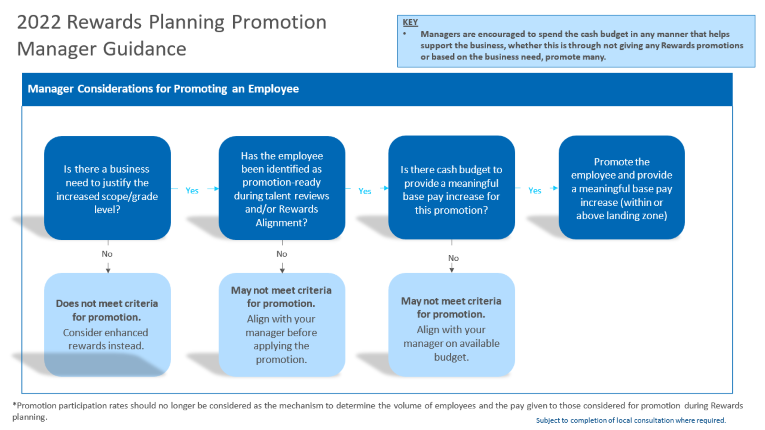 2022 Rewards Planning Promotion
Manager Guidance
KEY
• Managers are encouraged to spend the cash budget in any manner that helps
support the business, whether this is through not giving any Rewards promotions
or based on the business need, promote many.
Manager Considerations for Promoting an Employee
Is there a business
need to justify the
increased scope/grade
level?
Yes
Has the employee
been identified as
promotion-ready
during talent reviews
and/or Rewards
Alignment?
Yes
Is there cash budget to
provide a meaningful
base pay increase for
this promotion?
Yes
Promote the
employee and provide
a meaningful base pay
increase (within or
above landing zone)
No
No
No
Does not meet criteria
for promotion.
Consider enhanced
rewards instead.
May not meet criteria
for promotion.
Align with your
manager before
applying the
promotion.
May not meet criteria
for promotion.
Align with your
manager on available
budget.
*Promotion participation rates should no longer be considered as the mechanism to determine the volume of employees and the pay given to those considered for promotion during Rewards
planning.
Subject to completion of local consultation where required.